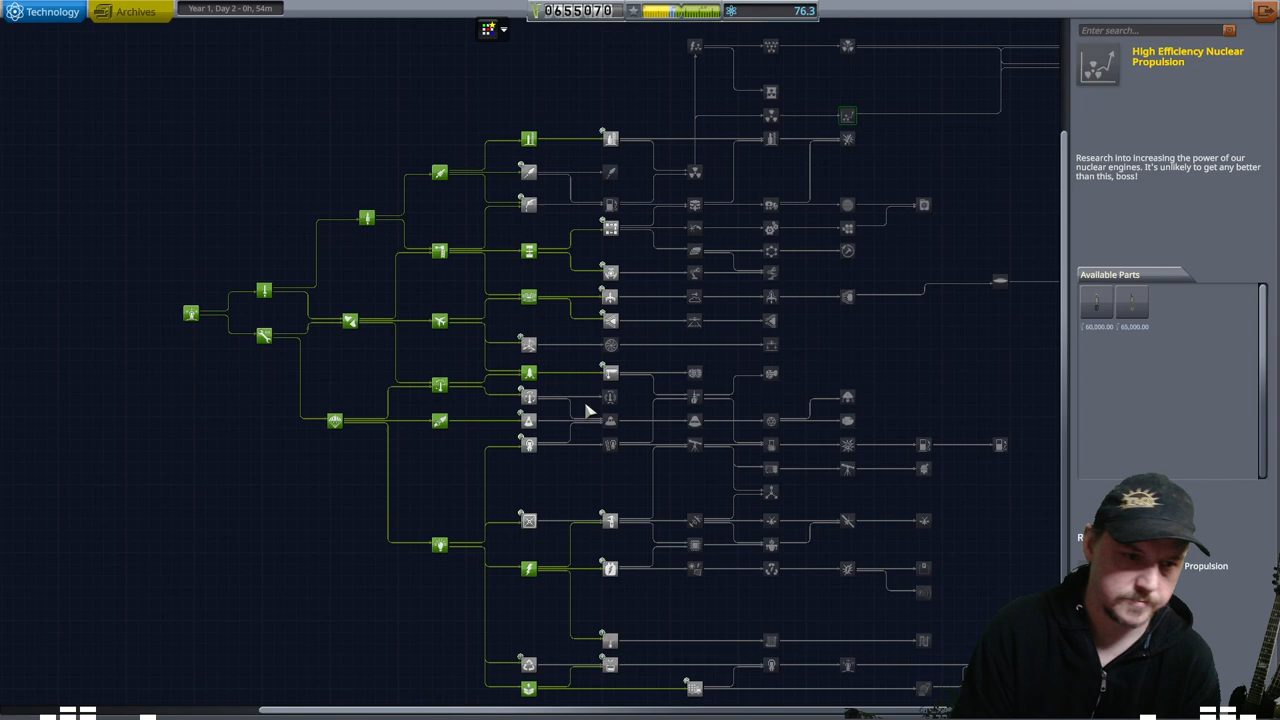 Technology
Archives
Year 1, Day 2 - 0h, 54m
0655070
76.3
Enter search...
High Efficiency Nuclear
Propulsion
Research into increasing the power of our
nuclear engines. It's unlikely to get any better
than this, boss!
Available Parts
60,000.00 65,000.00
R
Propulsion